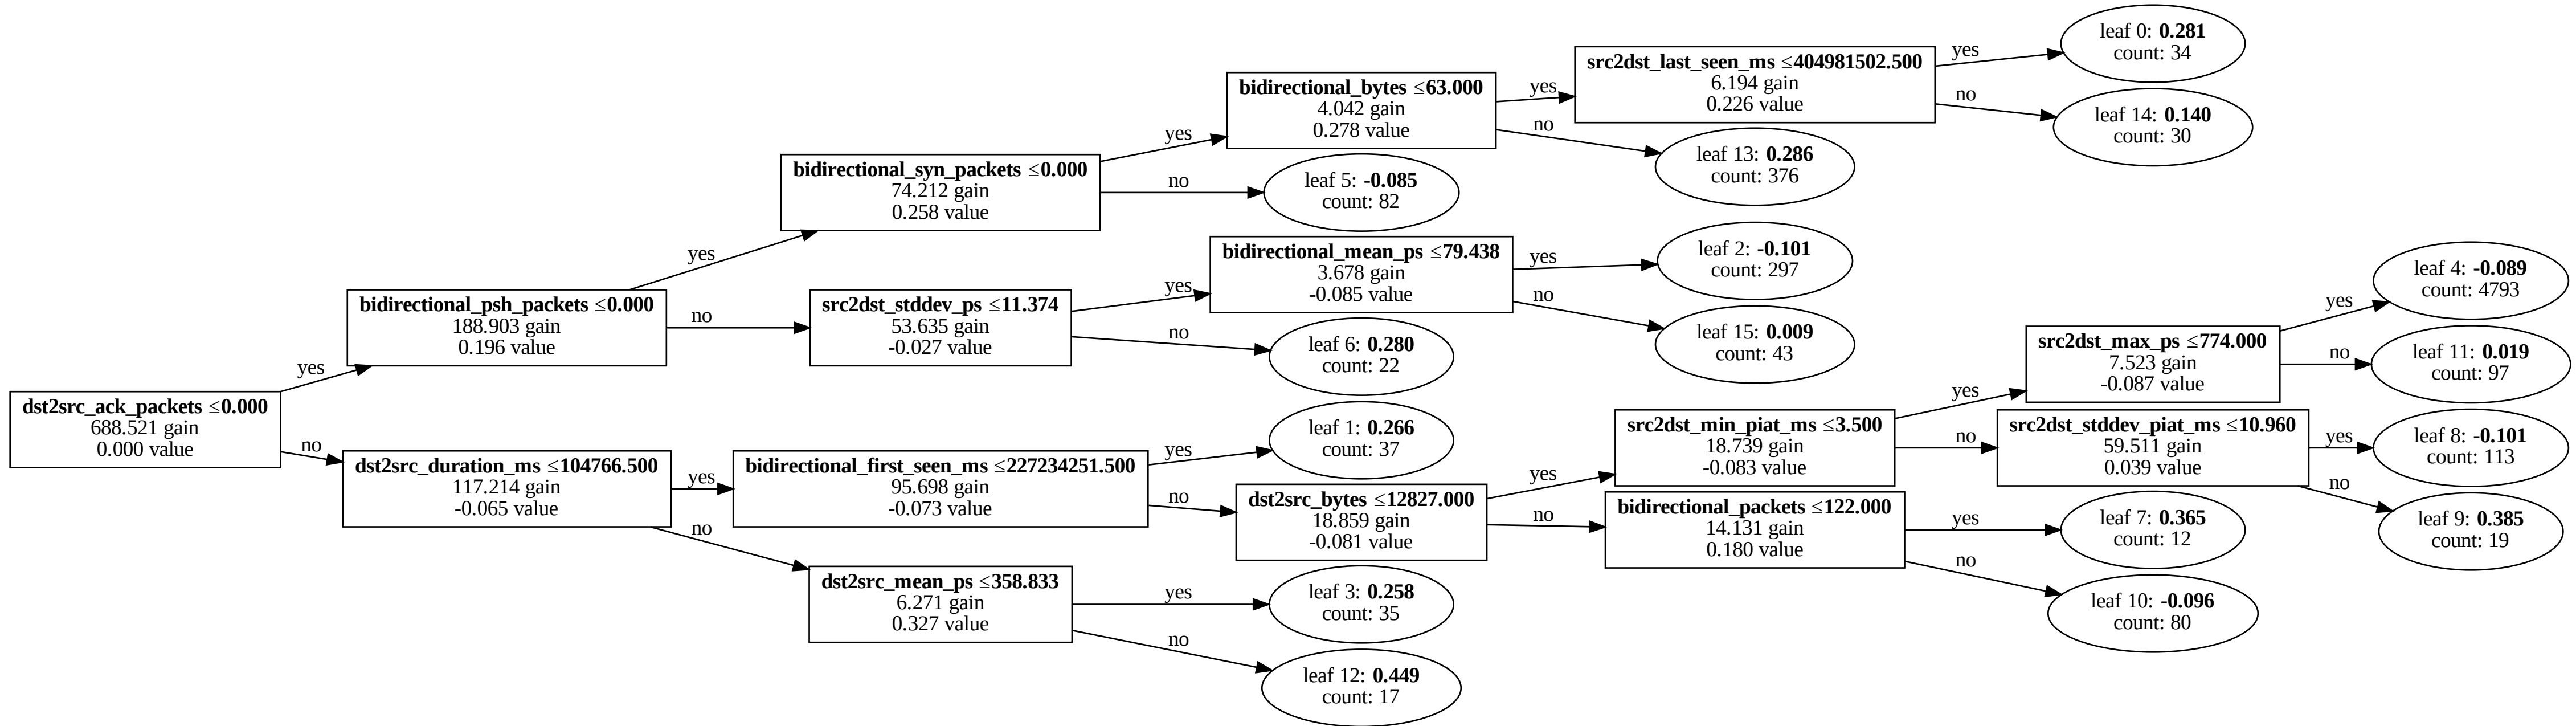 dst2src_ack_packets ≤0.000
688.521 gain
0.000 value
yes
no
bidirectional_psh_packets ≤0.000
188.903 gain
0.196 value
yes
no
bidirectional_syn_packets ≤0.000
74.212 gain
0.258 value
yes
no
bidirectional_bytes ≤63.000
4.042 gain
0.278 value
yes
no
src2dst_last_seen_ms ≤404981502.500
6.194 gain
0.226 value
yes
no
leaf 0: 0.281
count: 34
leaf 14: 0.140
count: 30
leaf 13: 0.286
count: 376
leaf 5: -0.085
count: 82
src2dst_stddev_ps ≤11.374
53.635 gain
-0.027 value
yes
no
bidirectional_mean_ps ≤79.438
3.678 gain
-0.085 value
yes
no
leaf 2: -0.101
count: 297
leaf 15: 0.009
count: 43
leaf 6: 0.280
count: 22
dst2src_duration_ms ≤104766.500
117.214 gain
-0.065 value
yes
no
bidirectional_first_seen_ms ≤227234251.500
95.698 gain
-0.073 value
yes
no
leaf 1: 0.266
count: 37
dst2src_bytes ≤12827.000
18.859 gain
-0.081 value
yes
no
src2dst_min_piat_ms ≤3.500
18.739 gain
-0.083 value
yes
no
src2dst_max_ps ≤774.000
7.523 gain
-0.087 value
yes
no
leaf 4: -0.089
count: 4793
leaf 11: 0.019
count: 97
src2dst_stddev_piat_ms ≤10.960
59.511 gain
0.039 value
yes
no
leaf 8: -0.101
count: 113
leaf 9: 0.385
count: 19
bidirectional_packets ≤122.000
14.131 gain
0.180 value
yes
no
leaf 7: 0.365
count: 12
leaf 10: -0.096
count: 80
dst2src_mean_ps ≤358.833
6.271 gain
0.327 value
yes
no
leaf 3: 0.258
count: 35
leaf 12: 0.449
count: 17